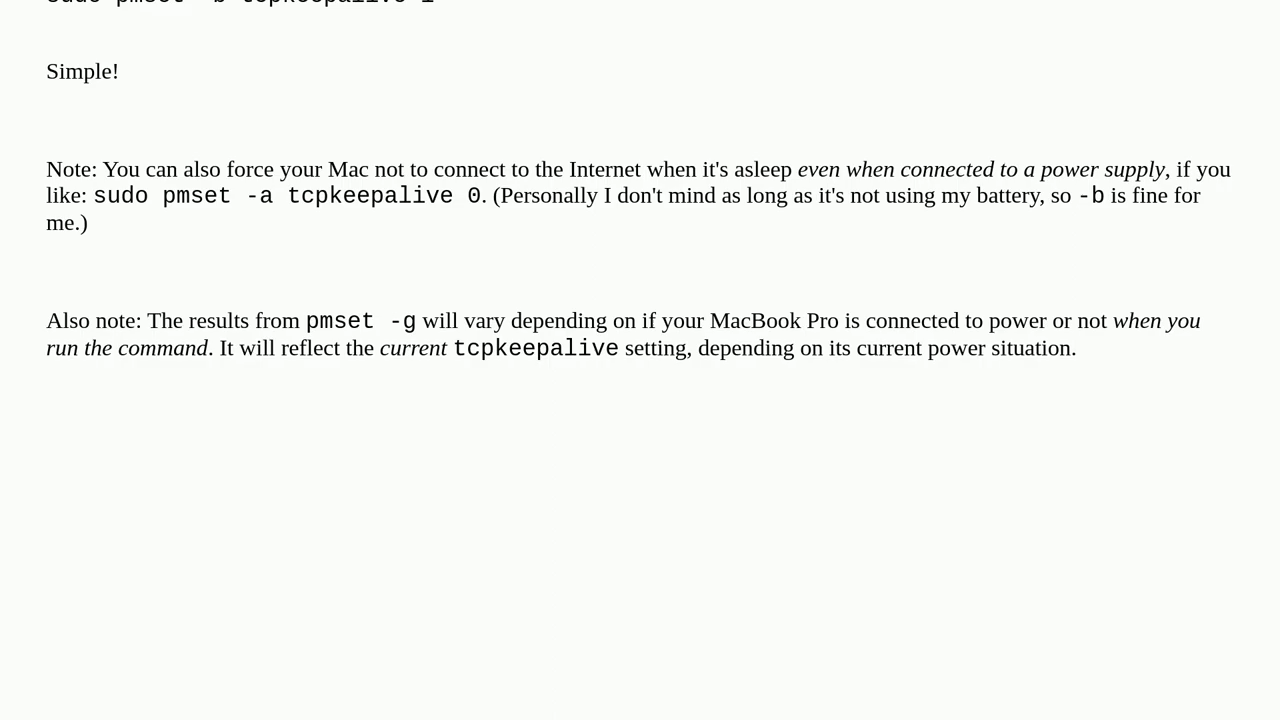 sudo pmset -b tcpkeepalive 1
Simple!
Note: You can also force your Mac not to connect to the Internet when it's asleep even when connected to a power supply, if you
like: sudo pmset -a tcpkeepalive 0. (Personally I don't mind as long as it's not using my battery, so -b is fine for
me.)
Also note: The results from pmset -g will vary depending on if your MacBook Pro is connected to power or not when you
run the command. It will reflect the current tcpkeepalive setting, depending on its current power situation.